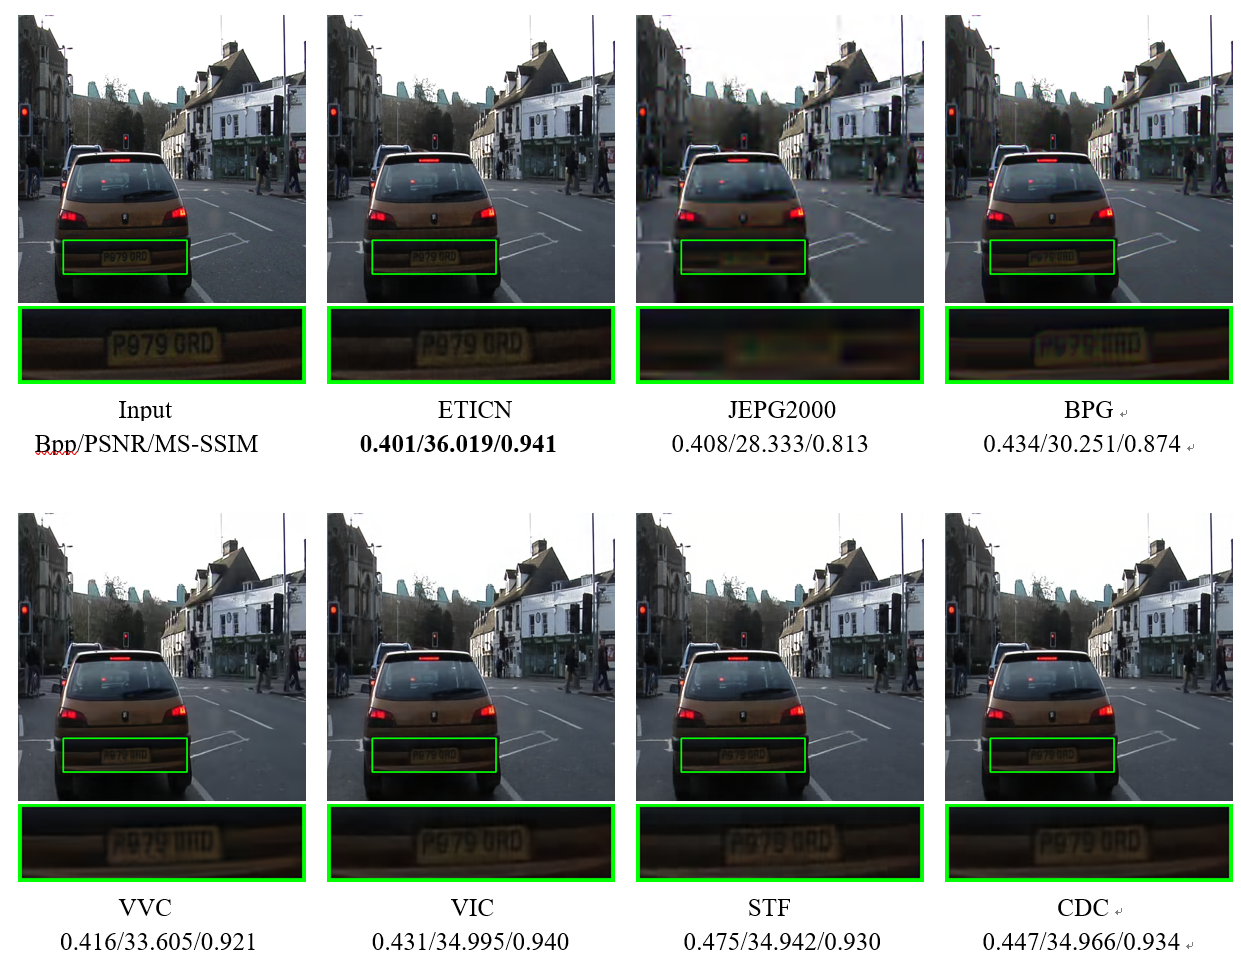 P979 GRD
Input
ETICN
JEPG2000
BPG
Bpp/PSNR/MS-SSIM
0.401/36.019/0.941
0.408/28.333/0.813
0.434/30.251/0.874
VVC
VIC
STF
CDC
0.416/33.605/0.921
0.431/34.995/0.940
0.475/34.942/0.930
0.447/34.966/0.934